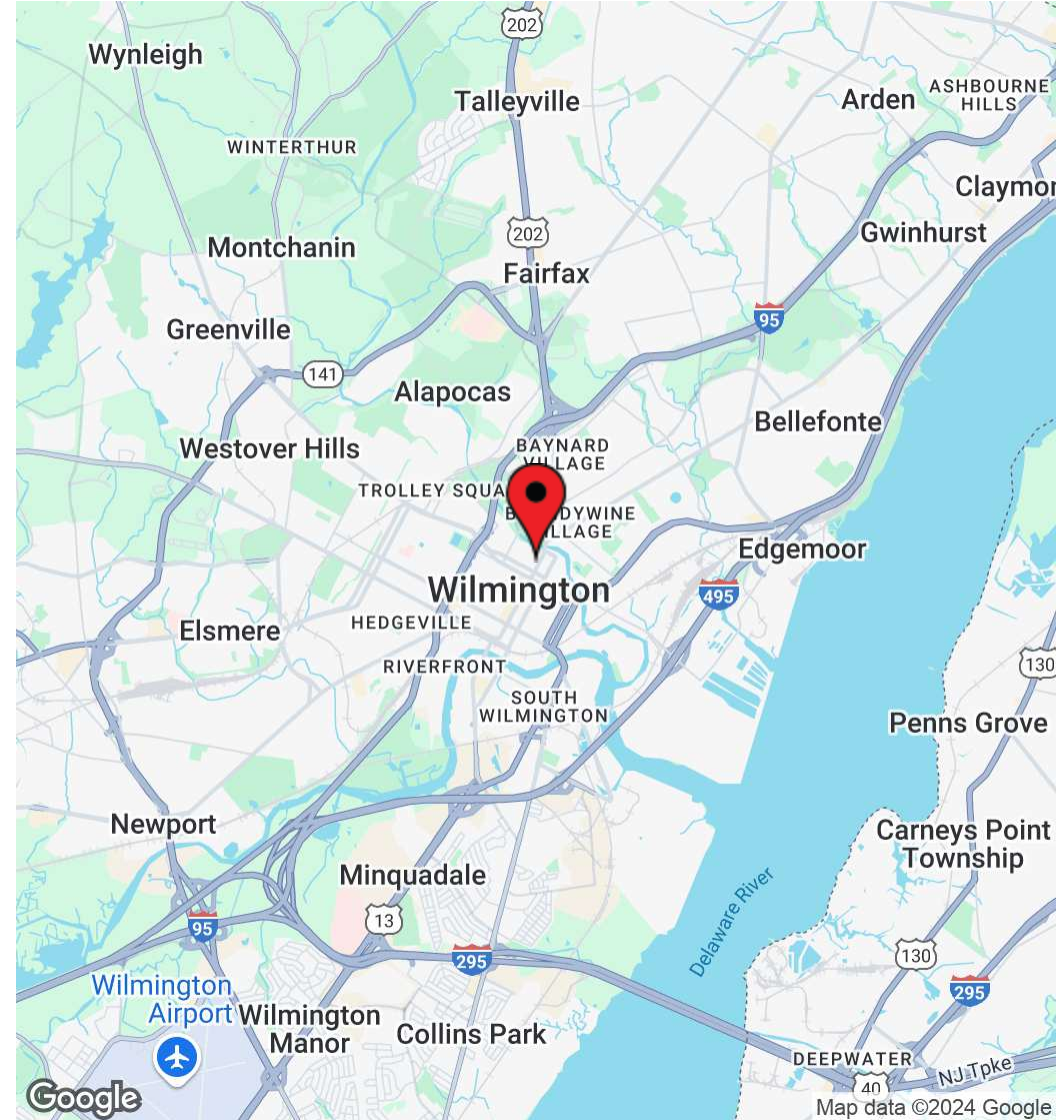 202
Wynleigh
Talleyville
Arden
ASHBOURNE
HILLS
WINTERTHUR
Claymon
202
Gwinhurst
Montchanin
Fairfax
95
Greenville
141
Alapocas
Bellefonte
Westover Hills
BAYNARD
VILLAGE
TROLLEY SQUA
B
DYWINE
ILLAGE
Edgemoor
Wilmington
495
HEDGEVILLE
Elsmere
RIVERFRONT
130
SOUTH
WILMINGTON
Penns Grove
Newport
Carneys Point
Township
Minquadale
13
95
Delaware River
295
130
Wilmington
Airport
295
Wilmington
Manor
Collins Park
DEEPWATER
NJ Tpke
40
Google
Map data ©2024 Google